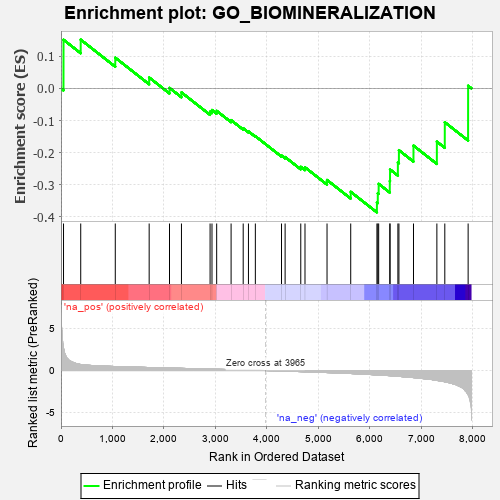 Enrichment plot: GO_BIOMINERALIZATION
Enrichment score (ES)
0.1
0.0
-0.1
-0.2
-0.3
-0.4
'na_pos' (positively correlated)
Ranked list metric (PreRanked)
5
0
-5
Zero cross at 3965
'na_neg' (negatively correlated)
0
1,000
2,000
3,000
4,000
5,000
6,000
7,000
8,000
Rank in Ordered Dataset
Enrichment profile
Hits
Ranking metric scores